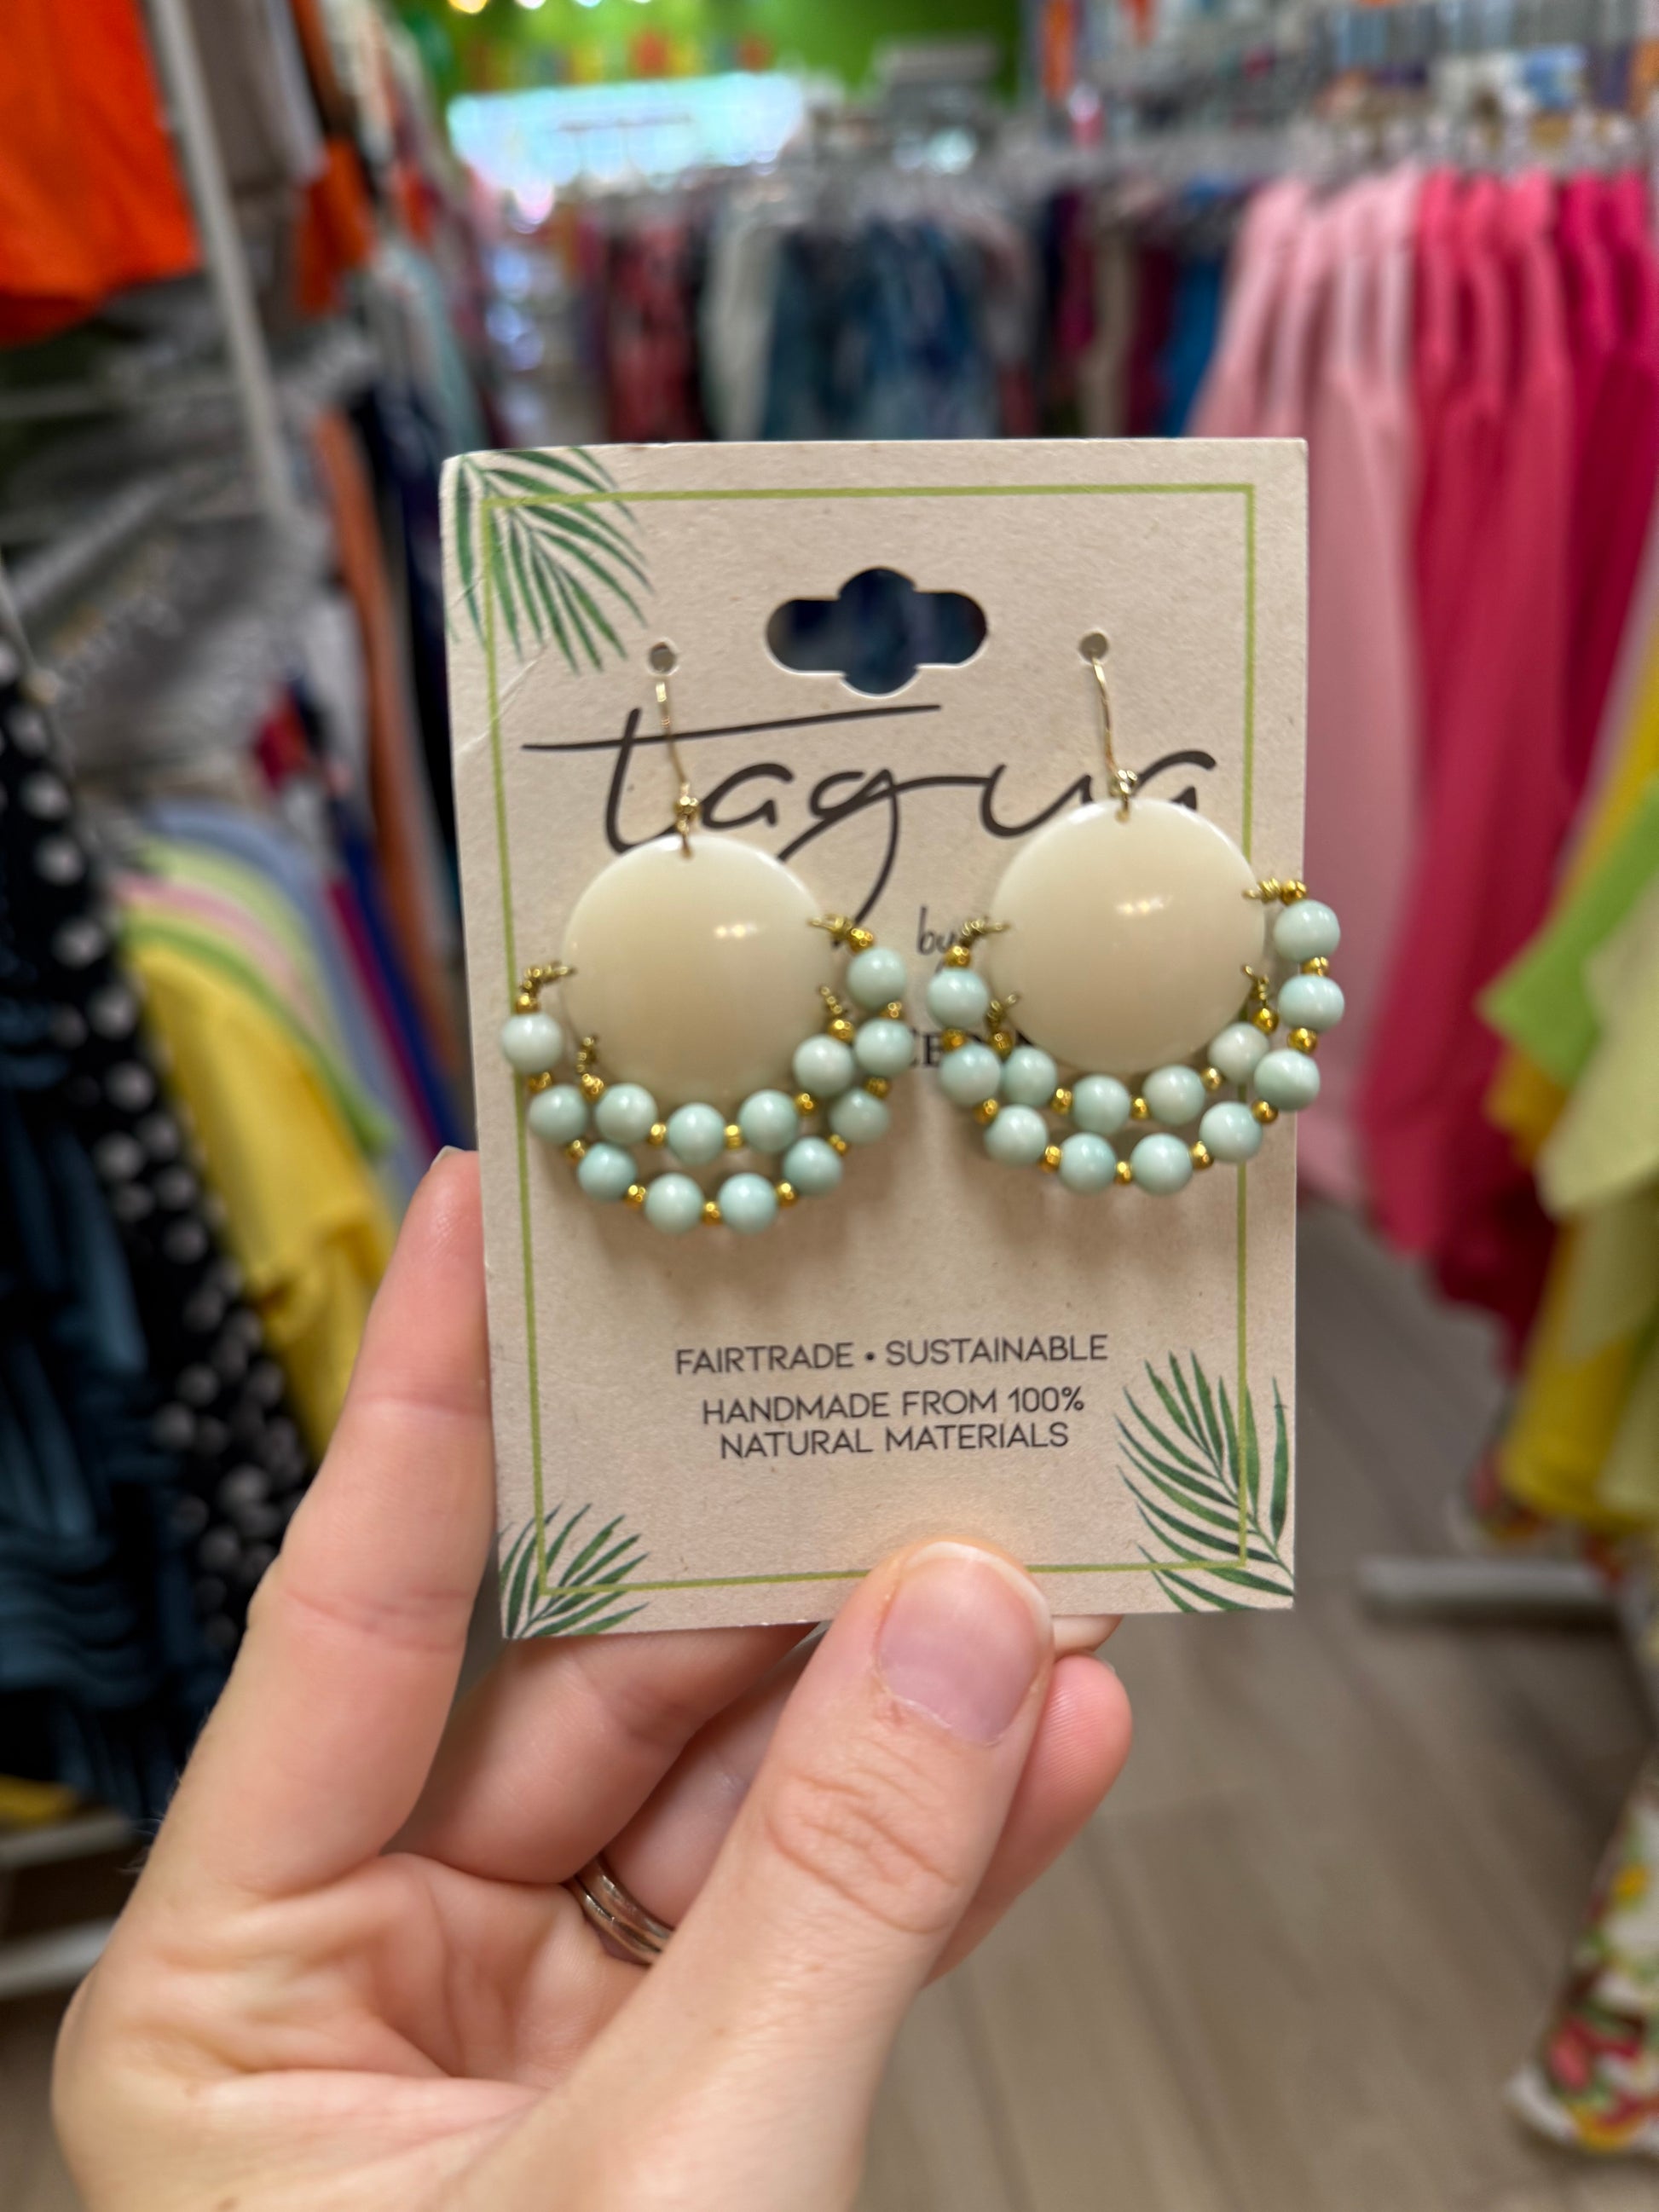 tagua
by
FAIRTRADE • SUSTAINABLE
HANDMADE FROM 100%
NATURAL MATERIALS